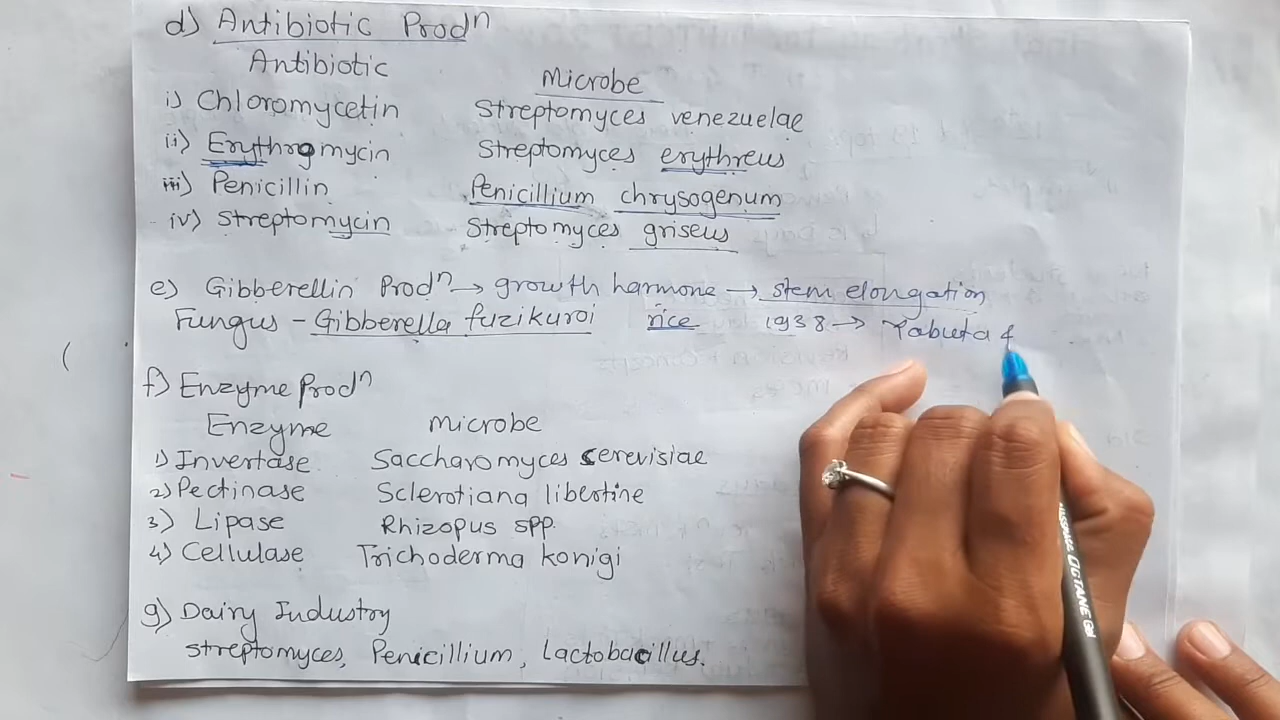 d) Antibiotic Prodⁿ
Antibiotic Microbe
i) Chloromycetin Streptomyces venezuelae
ii) Erythromycin Streptomyces erythreus
iii) Penicillin Penicillium chrysogenum
iv) Streptomycin Streptomyces griseus
e) Gibberellin Prodⁿ → growth harmone → stem elongation
Fungus - Gibberella fuzikuroi rice 1938 → Yabuta &
f) Enzyme Prodⁿ
Enzyme Microbe
1) Invertase Saccharomyces cerevisiae
2) Pectinase Sclerotiana libertine
3) Lipase Rhizopus spp.
4) Cellulase Trichoderma konigi
g) Dairy Industry
streptomyces, Penicillium, Lactobacillus.